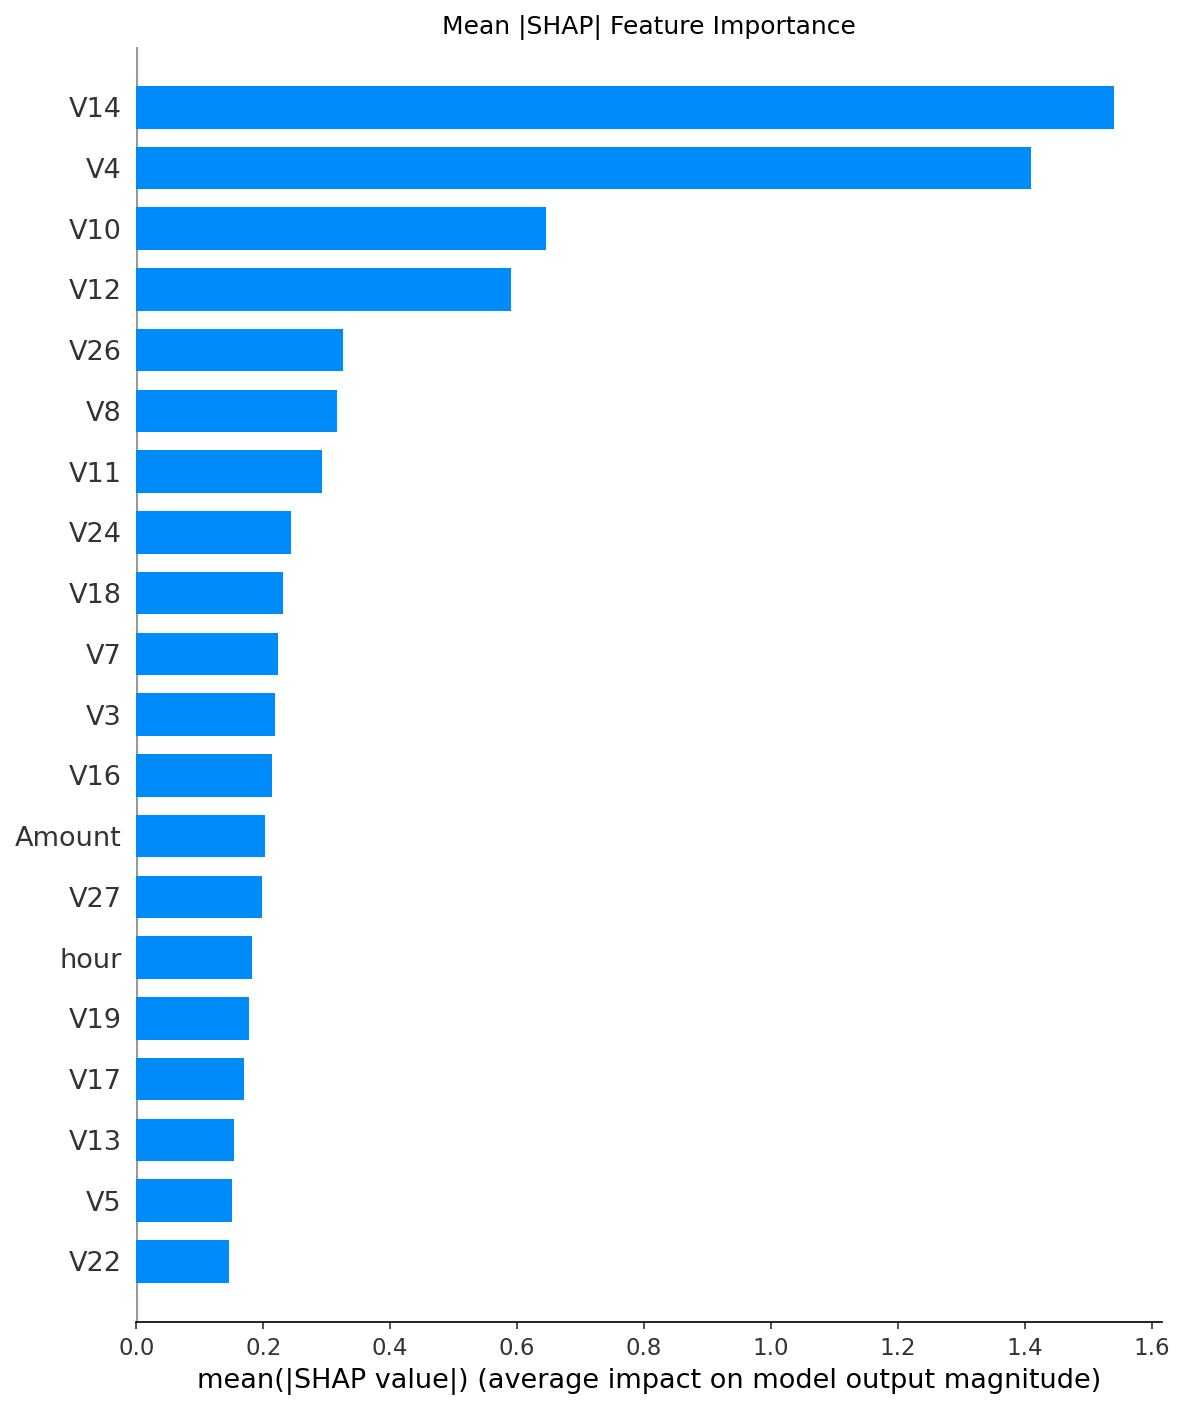 Mean |SHAP| Feature Importance
V14
V4
V10
V12
V26
V8
V11
V24
V18
V7
V3
V16
Amount
V27
hour
V19
V17
V13
V5
V22
0.0 0.2 0.4 0.6 0.8 1.0 1.2 1.4 1.6
mean(|SHAP value|) (average impact on model output magnitude)